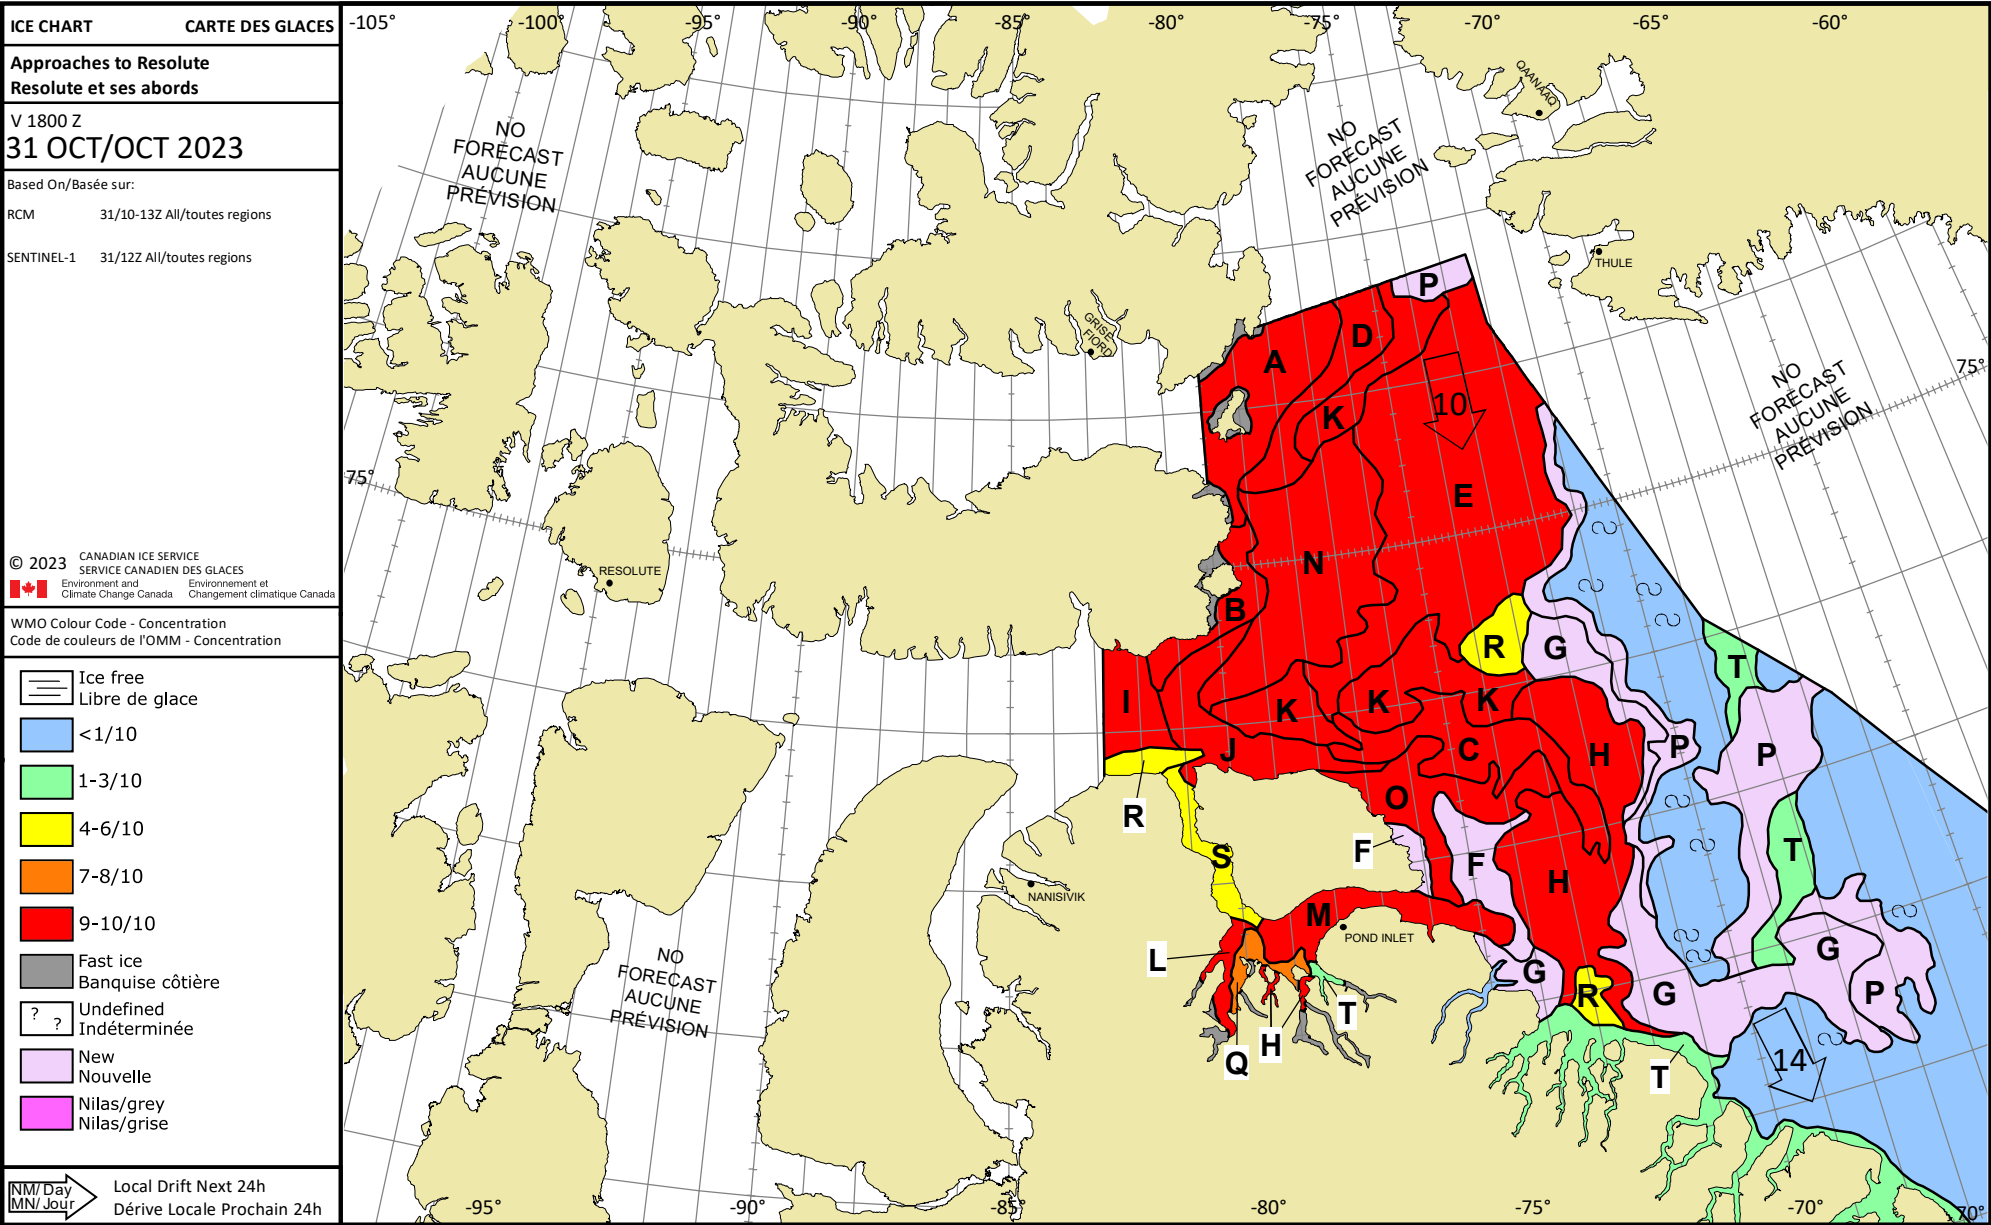 ICE CHART CARTE DES GLACES
Approaches to Resolute
Resolute et ses abords
V 1800 Z
31 OCT/OCT 2023
Based On/Basée sur:
RCM 31/10-13Z All/toutes regions
SENTINEL-1 31/12Z All/toutes regions
© 2023 CANADIAN ICE SERVICE
SERVICE CANADIEN DES GLACES
Environment and Climate Change Canada
Environnement et Changement climatique Canada
WMO Colour Code - Concentration
Code de couleurs de l'OMM - Concentration
Ice free
Libre de glace
<1/10
1-3/10
4-6/10
7-8/10
9-10/10
Fast ice
Banquise côtière
? ?
Undefined
Indéterminée
New
Nouvelle
Nilas/grey
Nilas/grise
NM/Day
MN/Jour
Local Drift Next 24h
Dérive Locale Prochain 24h
-105° -100° -95° -90° -85° -80° -75° -70° -65° -60°
NO
FORECAST
AUCUNE
PRÉVISION
NO
FORECAST
AUCUNE
PRÉVISION
QAANAAQ
THULE
GRISE
FIORD
NO
FORECAST
AUCUNE
PRÉVISION
75°
75°
RESOLUTE
P
D
A
K
10
E
N
B
R
G
T
I
K
K
K
J
C
H
P
P
O
R
F
S
F
H
T
NANISIVIK
M
POND INLET
L
G
G
R
G
P
T
Q
H
T
14
NO
FORECAST
AUCUNE
PRÉVISION
-95° -90° -85° -80° -75° -70° 70°